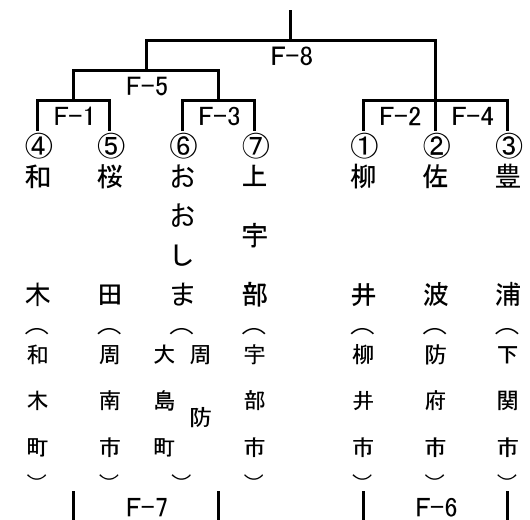 F-8
F-5
F-1
F-3
F-2
F-4
④
和木
（和木町）
⑤
桜田
（周南市）
⑥
おおしま
（周防
大島町）
⑦
上宇部
（宇部市）
①
柳井
（柳井市）
②
佐波
（防府市）
③
豊浦
（下関市）
F-7
F-6